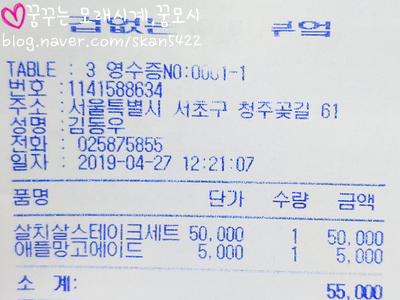 꿈꾸는 모래시계, 꿈모시
blog.naver.com/skan5422
겁없는 부엌
TABLE : 3 영수증NO:0001-1
번호 :1141588634
주소 :서울특별시 서초구 청주꽃길 61
성명 :김동우
전화 : 025875855
일자 : 2019-04-27 12:21:07
품명 단가 수량 금액
살치살스테이크세트 50,000 1 50,000
애플망고에이드 5,000 1 5,000
소 계: 55,000